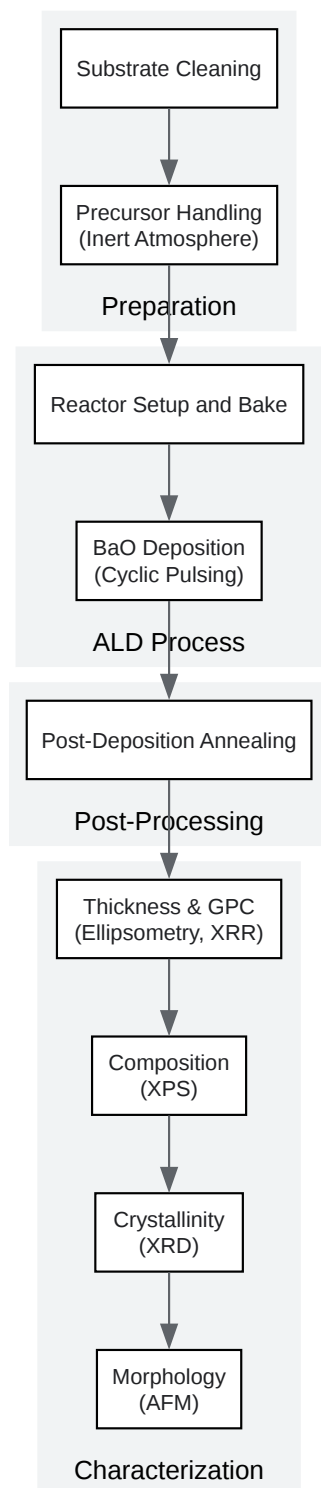 Substrate Cleaning
Precursor Handling
(Inert Atmosphere)
Preparation
Reactor Setup and Bake
BaO Deposition
(Cyclic Pulsing)
ALD Process
Post-Deposition Annealing
Post-Processing
Thickness & GPC
(Ellipsometry, XRR)
Composition
(XPS)
Crystallinity
(XRD)
Morphology
(AFM)
Characterization